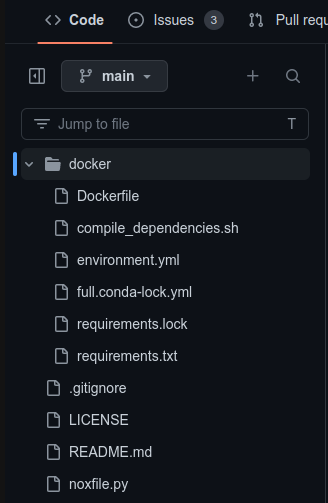 Code Issues 3 Pull requ
main
Jump to file T
docker
Dockerfile
compile_dependencies.sh
environment.yml
full.conda-lock.yml
requirements.lock
requirements.txt
.gitignore
LICENSE
README.md
noxfile.py